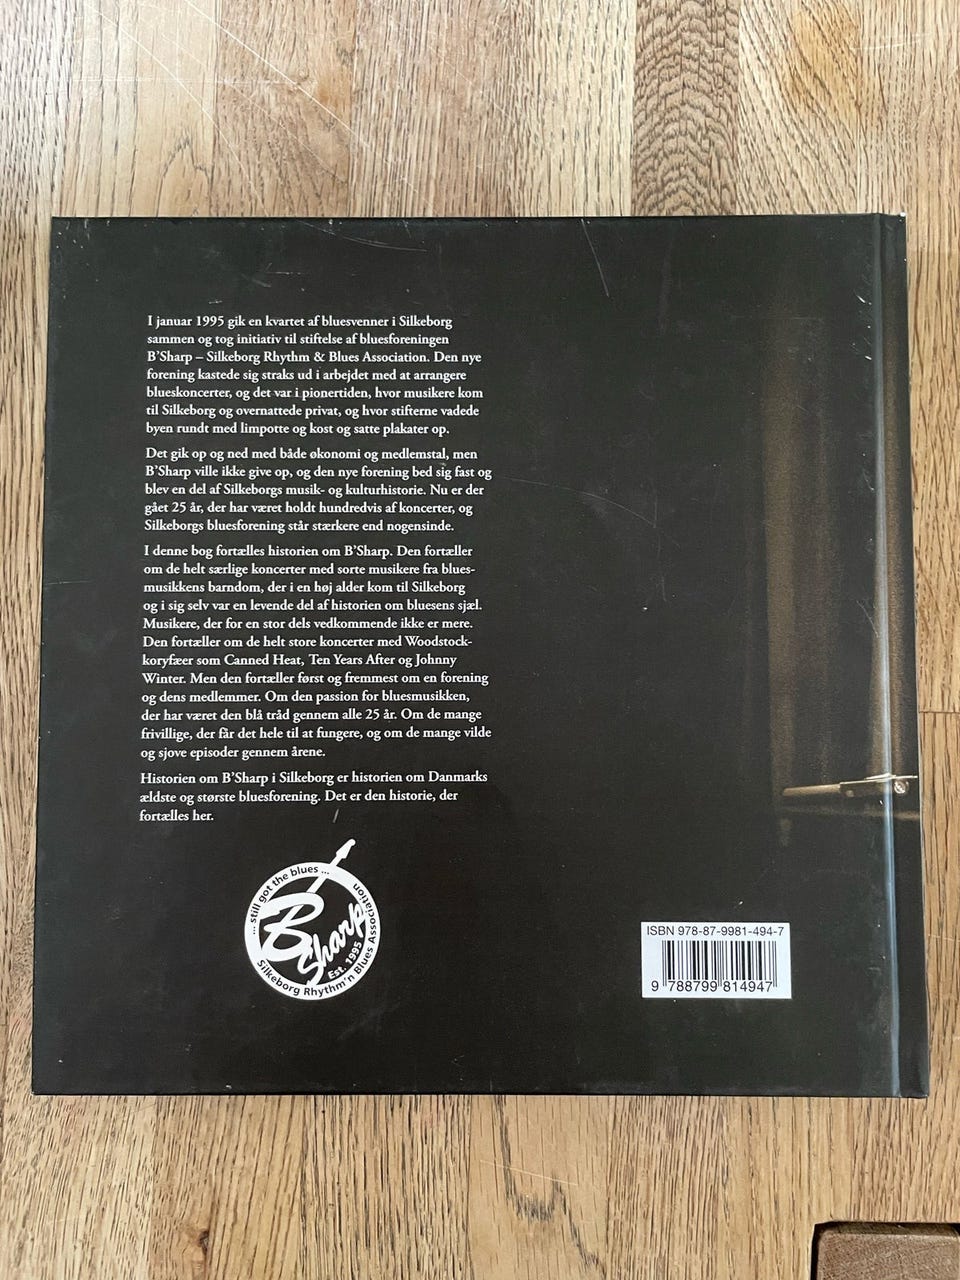 I januar 1995 gik en kvartet af bluesvenner i Silkeborg
sammen og tog initiativ til stiftelse af bluesforeningen
B'Sharp – Silkeborg Rhythm & Blues Association. Den nye
forening kastede sig straks ud i arbejdet med at arrangere
blueskoncerter, og det var i pionertiden, hvor musikere kom
til Silkeborg og overnattede privat, og hvor stifterne vadede
byen rundt med limpotte og kost og satte plakater op.
Det gik op og ned med både økonomi og medlemstal, men
B'Sharp ville ikke give op, og den nye forening bed sig fast og
blev en del af Silkeborgs musik- og kulturhistorie. Nu er der
gået 25 år, der har været holdt hundredvis af koncerter, og
Silkeborgs bluesforening står stærkere end nogensinde.
I denne bog fortælles historien om B'Sharp. Den fortæller
om de helt særlige koncerter med sorte musikere fra blues-
musikkens barndom, der i en høj alder kom til Silkeborg
og i sig selv var en levende del af historien om bluesens sjæl.
Musikere, der for en stor dels vedkommende ikke er mere.
Den fortæller om de helt store koncerter med Woodstock-
koryfæer som Canned Heat, Ten Years After og Johnny
Winter. Men den fortæller først og fremmest om en forening
og dens medlemmer. Om den passion for bluesmusikken,
der har været den blå tråd gennem alle 25 år. Om de mange
frivillige, der får det hele til at fungere, og om de mange vilde
og sjove episoder gennem årene.
Historien om B'Sharp i Silkeborg er historien om Danmarks
ældste og største bluesforening. Det er den historie, der
fortælles her.
... still got the blues ...
B Sharp
Est. 1995
Silkeborg Rhythm'n Blues Association
ISBN 978-87-9981-494-7
9 788799 814947